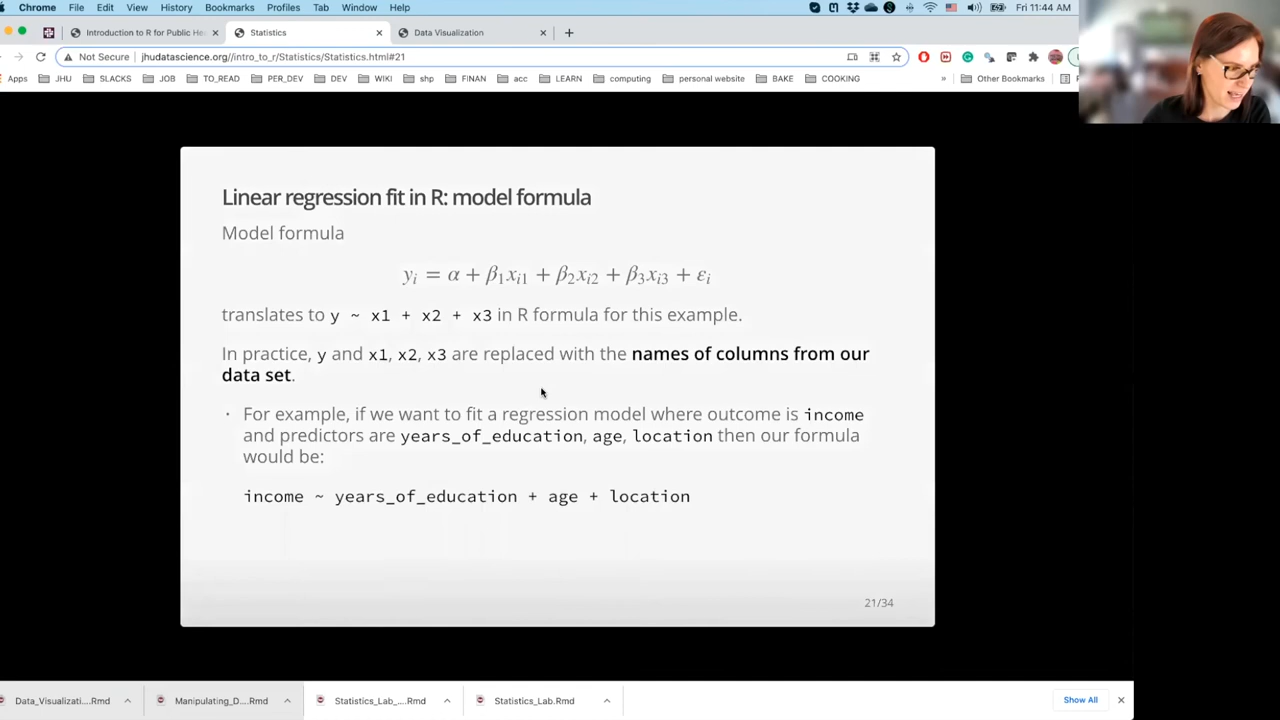 Chrome File Edit View History Bookmarks Profiles Tab Window Help Fri 11:44 AM
Introduction to R for Public He Statistics Data Visualization
Not Secure jhudatascience.org//intro_to_r/Statistics/Statistics.html#21
Apps JHU SLACKS JOB TO_READ PER_DEV DEV WIKI shp FINAN acc LEARN computing personal website BAKE COOKING » Other Bookmarks
Linear regression fit in R: model formula
Model formula
yᵢ = α + β₁xᵢ₁ + β₂xᵢ₂ + β₃xᵢ₃ + εᵢ
translates to y ~ x1 + x2 + x3 in R formula for this example.
In practice, y and x1, x2, x3 are replaced with the names of columns from our
data set.
· For example, if we want to fit a regression model where outcome is income
and predictors are years_of_education, age, location then our formula
would be:
income ~ years_of_education + age + location
21/34
Data_Visualizati....Rmd Manipulating_D....Rmd Statistics_Lab_....Rmd Statistics_Lab.Rmd Show All